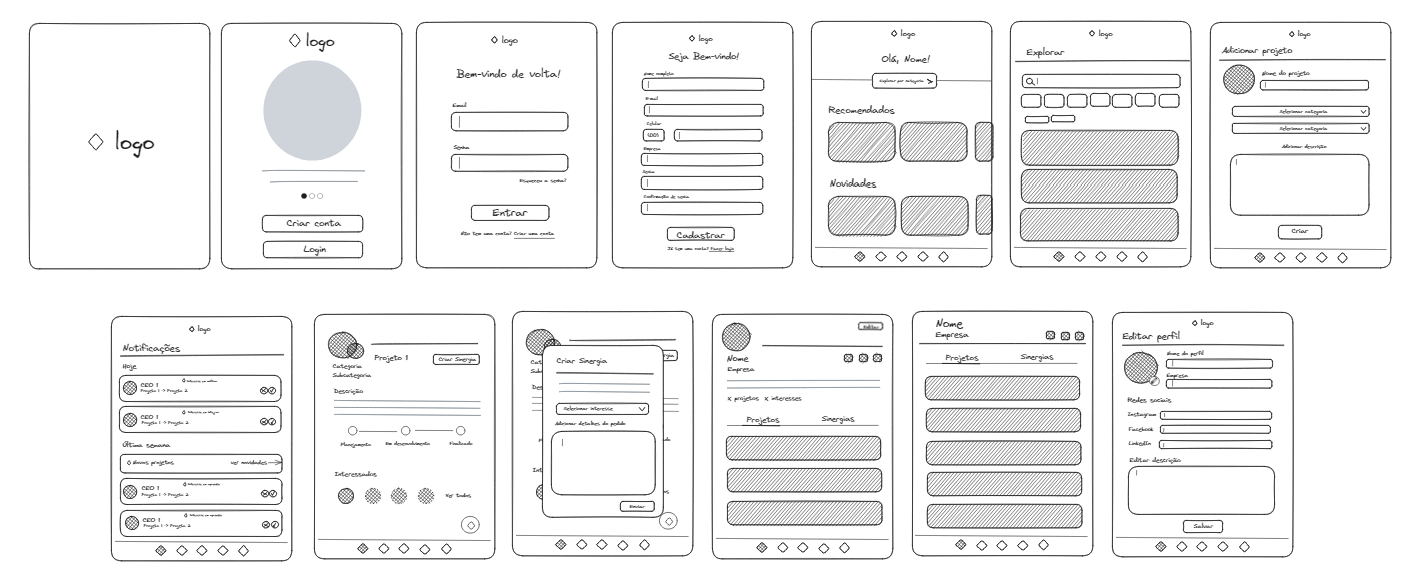 logo
logo
Criar conta
Login
logo
Bem-vindo de volta!
Email
Senha
Esqueceu a senha?
Entrar
Não tem uma conta? Criar uma conta
logo
Seja Bem-vindo!
Nome completo
E-mail
Celular
Empresa
Senha
Confirmação de senha
Cadastrar
Já tem uma conta? Fazer login
logo
Olá, Nome!
Explorar por categoria >
Recomendados
Novidades
logo
Explorar
logo
Adicionar projeto
Nome do projeto
Selecionar categoria
Selecionar categoria
Adicionar descrição
Criar
logo
Notificações
Hoje
CEO 1
Projeto 1 -> Projeto 2
CEO 1
Projeto 1 -> Projeto 2
Última semana
Novos projetos
ver novidades
CEO 1
Projeto 1 -> Projeto 2
CEO 1
Projeto 1 -> Projeto 2
Projeto 1
Criar Sinergia
Categoria
Subcategoria
Descrição
Planejamento
Em desenvolvimento
Finalizado
Interessados
Ver todos
Criar Sinergia
Selecionar interesse
Adicionar detalhes do pedido
Enviar
Editar
Nome
Empresa
x projetos x interesses
Projetos
Sinergias
Nome
Empresa
Projetos
Sinergias
logo
Editar perfil
Nome do perfil
Empresa
Redes sociais
Instagram
Facebook
LinkedIn
Editar descrição
Salvar